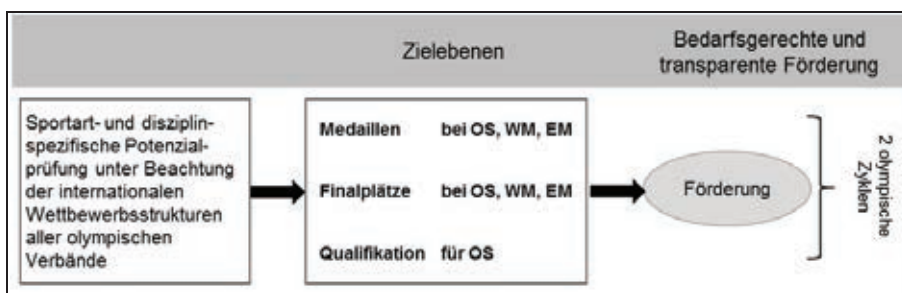 Zielebenen
Bedarfsgerechte und
transparente Förderung
Sportart- und disziplin-
spezifische Potenzial-
prüfung unter Beachtung
der internationalen
Wettbewerbsstrukturen
aller olympischen
Verbände
Medaillen bei OS, WM, EM
Finalplätze bei OS, WM, EM
Qualifikation für OS
Förderung
2 olympische
Zyklen